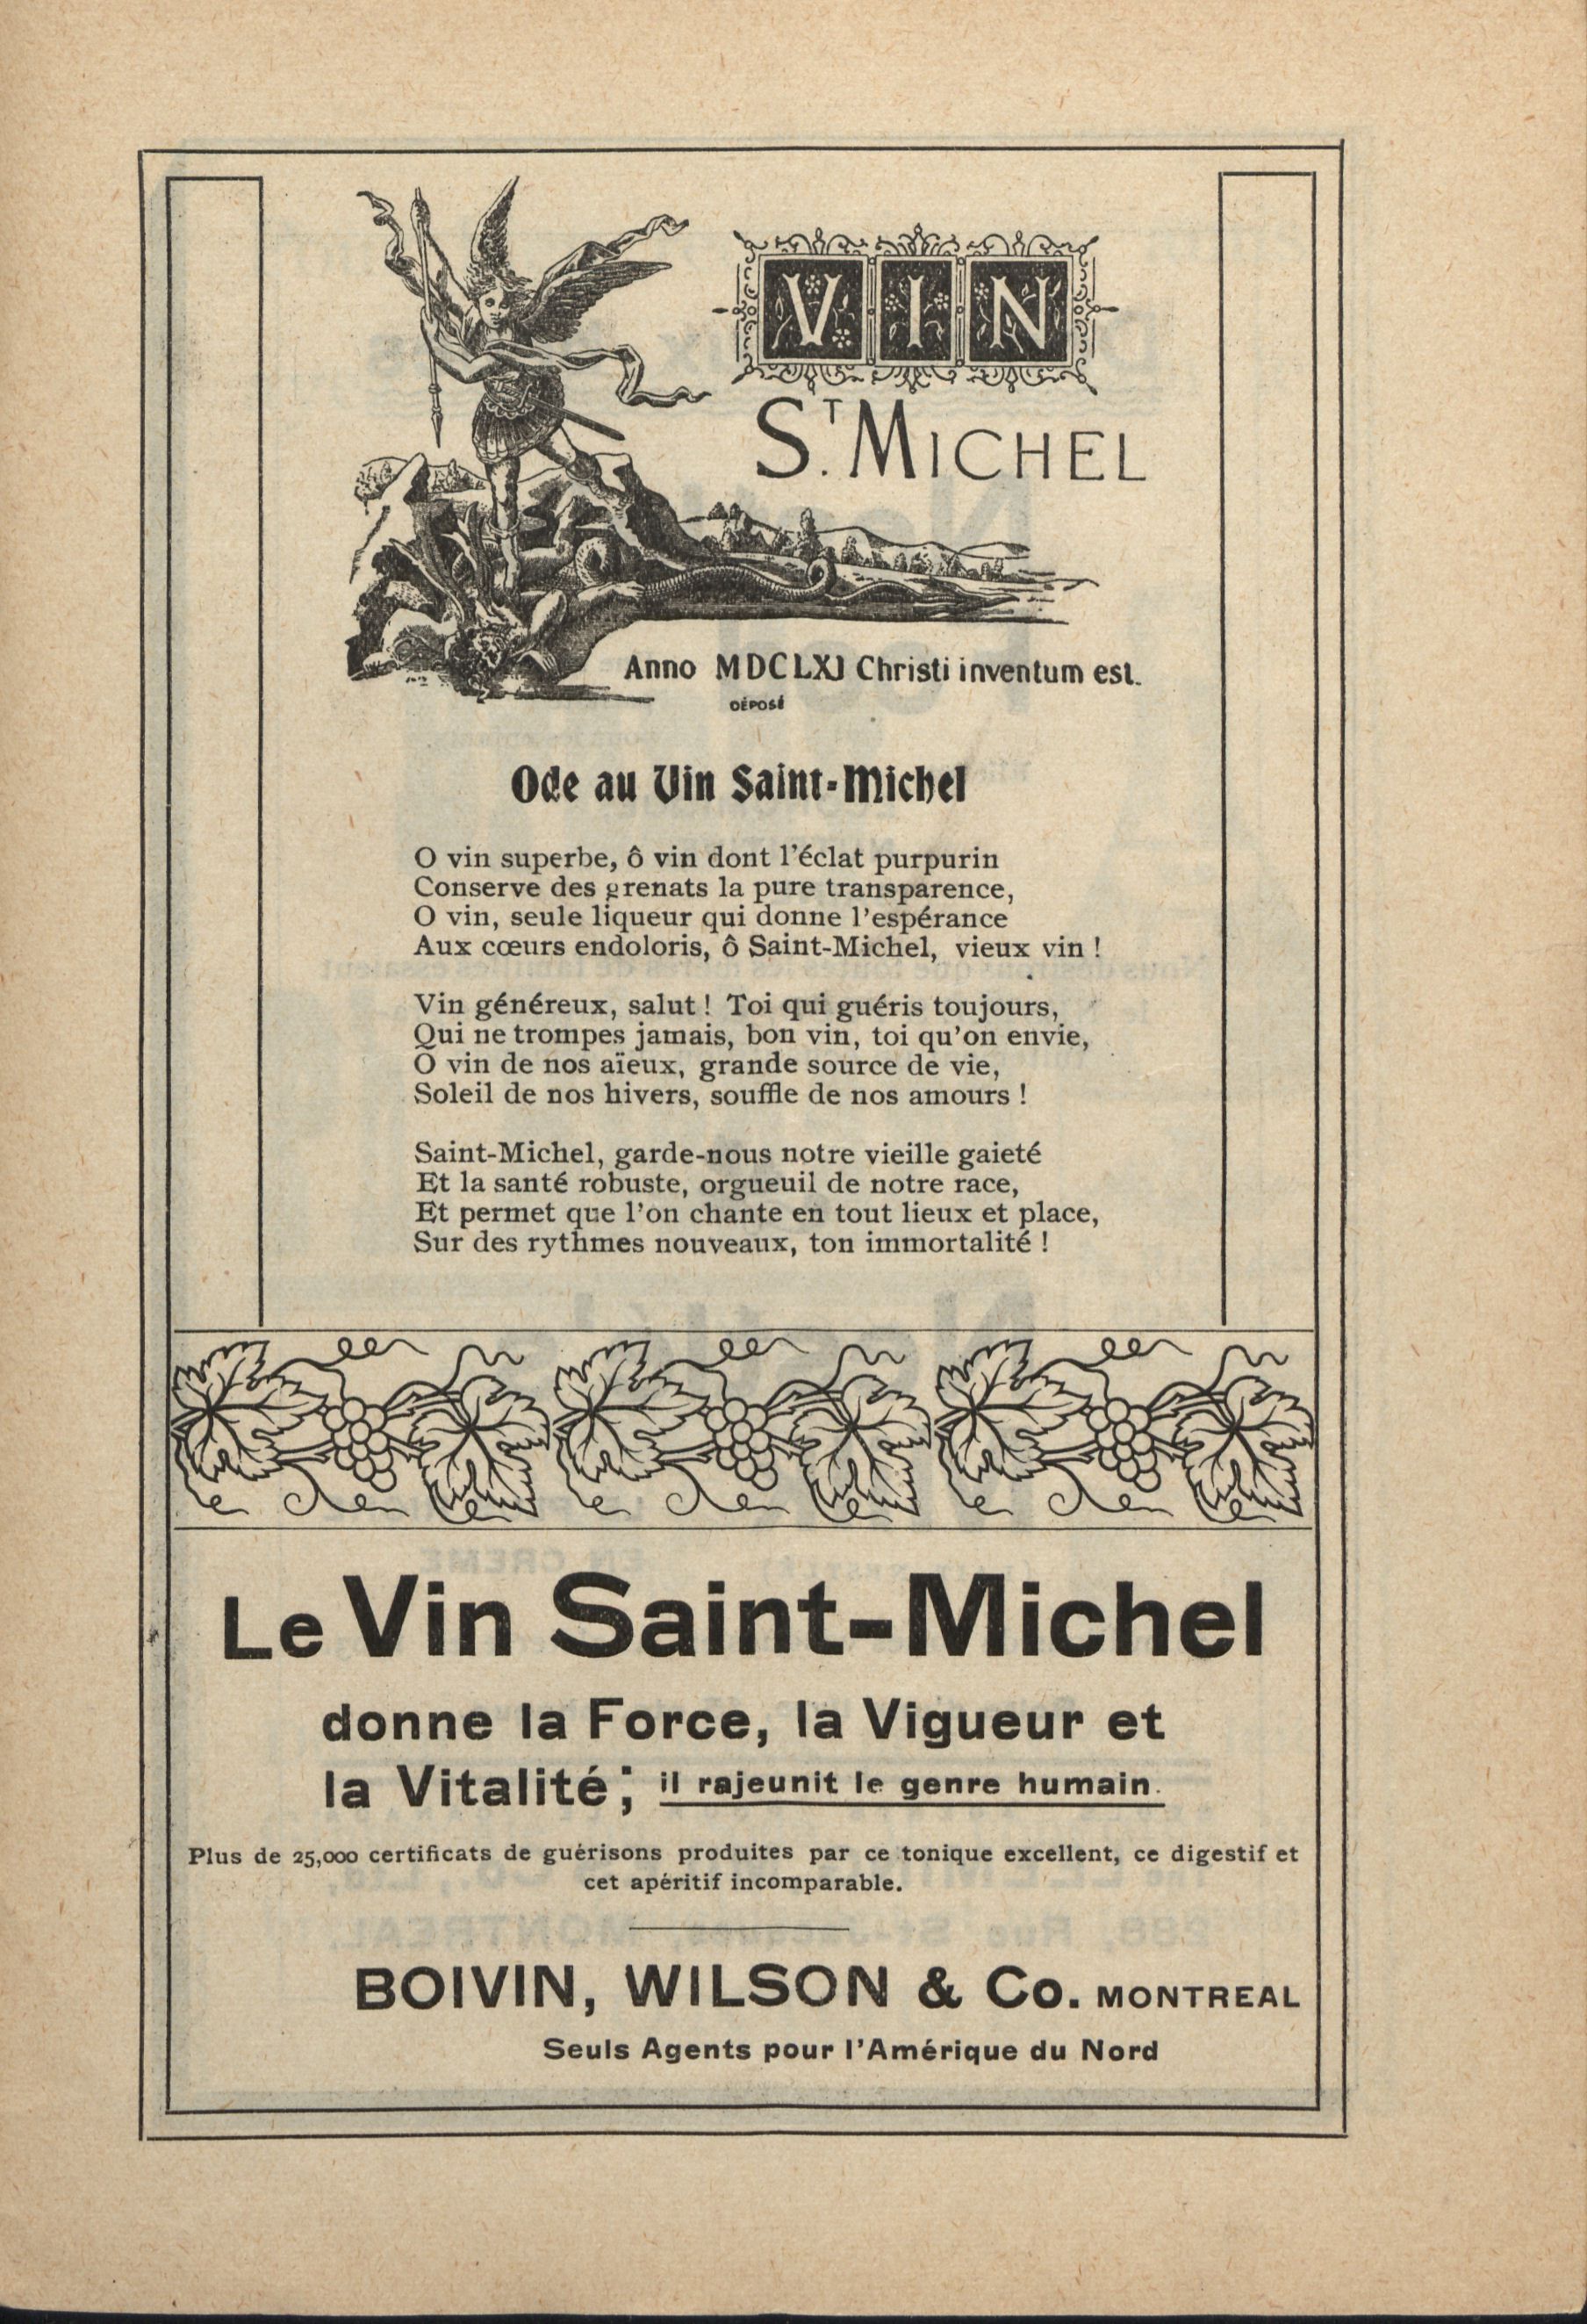 VIN
ST. MICHEL
Anno MDCLXI Christi inventum est.
DÉPOSÉ
Ode au Vin Saint-Michel
O vin superbe, ô vin dont l'éclat purpurin
Conserve des grenats la pure transparence,
O vin, seule liqueur qui donne l'espérance
Aux cœurs endoloris, ô Saint-Michel, vieux vin !
Vin généreux, salut ! Toi qui guéris toujours,
Qui ne trompes jamais, bon vin, toi qu'on envie,
O vin de nos aïeux, grande source de vie,
Soleil de nos hivers, souffle de nos amours !
Saint-Michel, garde-nous notre vieille gaieté
Et la santé robuste, orgueuil de notre race,
Et permet que l'on chante en tout lieux et place,
Sur des rythmes nouveaux, ton immortalité !
Le Vin Saint-Michel
donne la Force, la Vigueur et
la Vitalité; il rajeunit le genre humain.
Plus de 25,000 certificats de guérisons produites par ce tonique excellent, ce digestif et
cet apéritif incomparable.
BOIVIN, WILSON & Co. MONTREAL
Seuls Agents pour l'Amérique du Nord